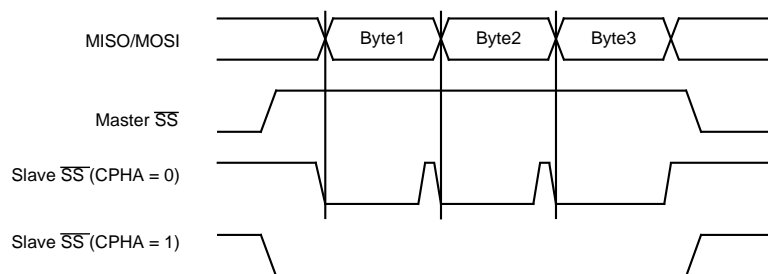 MISO/MOSI Byte1 Byte2 Byte3
Master SS
Slave SS (CPHA = 0)
Slave SS (CPHA = 1)